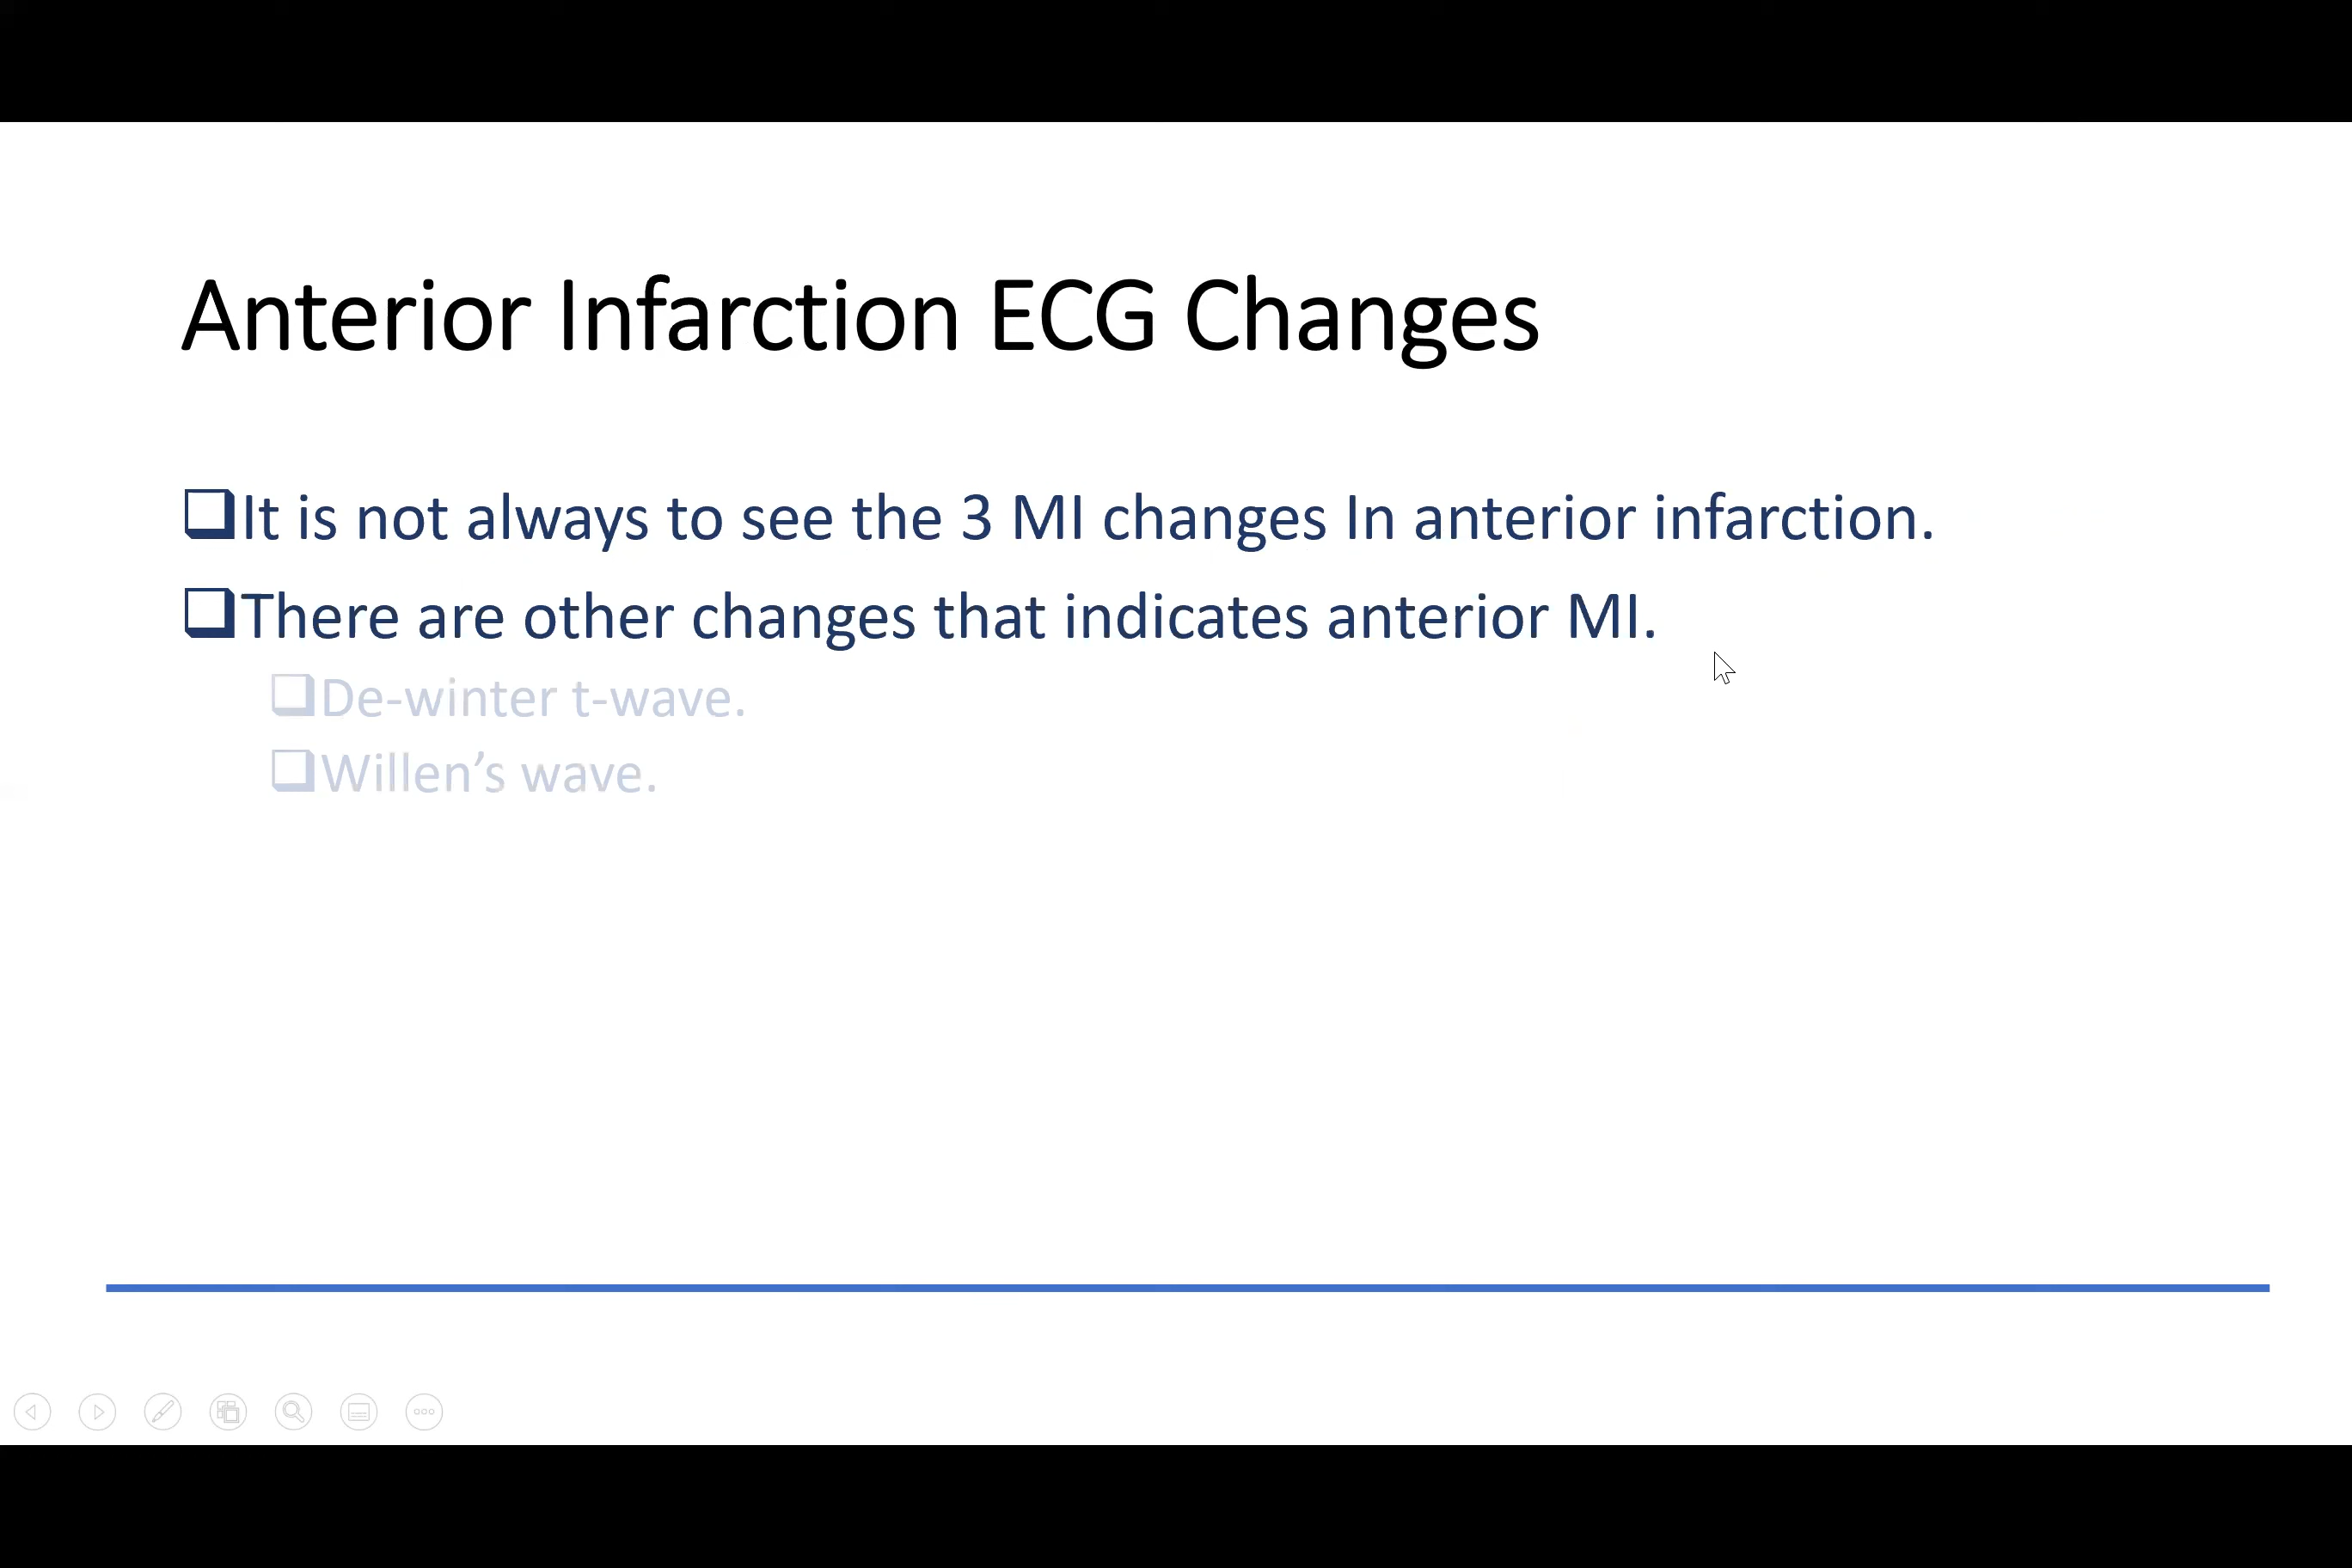 Anterior Infarction ECG Changes
It is not always to see the 3 MI changes In anterior infarction.
There are other changes that indicates anterior MI.
De-winter t-wave.
Willen’s wave.